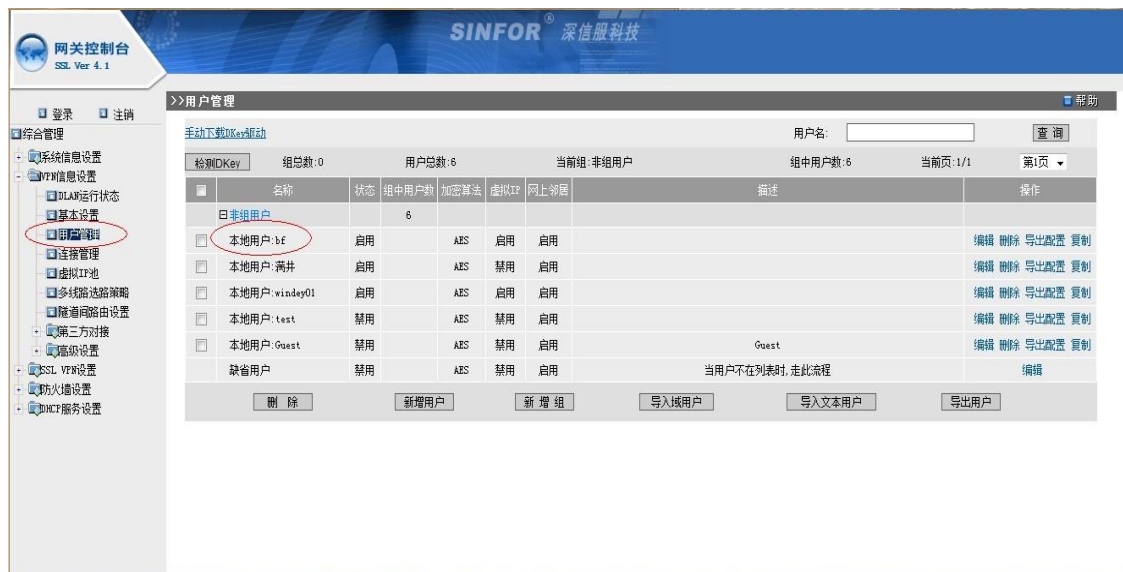 SINFOR® 深信服科技
网关控制台
SSL Ver 4.1
登录 注销
综合管理
系统信息设置
VPN信息设置
DLAN运行状态
基本设置
用户管理
连接管理
虚拟IP池
多线路选路策略
隧道间路由设置
第三方对接
高级设置
SSL VPN设置
防火墙设置
DHCP服务设置
>>用户管理 帮助
手动下载DKey驱动 用户名: 查询
检测DKey 组总数:0 用户总数:6 当前组:非组用户 组中用户数:6 当前页:1/1 第1页
名称 状态 组中用户数 加密算法 虚拟IP 网上邻居 描述 操作
非组用户 6
本地用户:bf 启用 AES 启用 启用 编辑 删除 导出配置 复制
本地用户:满井 启用 AES 禁用 启用 编辑 删除 导出配置 复制
本地用户:windey01 启用 AES 启用 启用 编辑 删除 导出配置 复制
本地用户:test 禁用 AES 禁用 启用 编辑 删除 导出配置 复制
本地用户:Guest 禁用 AES 禁用 启用 Guest 编辑 删除 导出配置 复制
缺省用户 禁用 AES 禁用 启用 当用户不在列表时,走此流程 编辑
删 除 新增用户 新 增 组 导入域用户 导入文本用户 导出用户